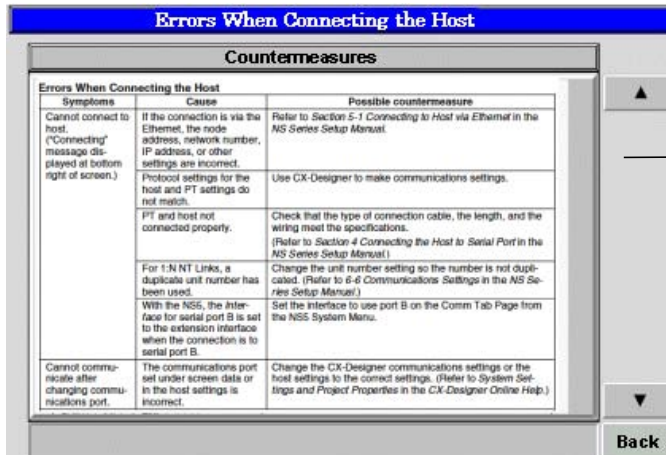 Errors When Connecting the Host
Countermeasures
Errors When Connecting the Host
Symptoms
Cause
Possible countermeasure
Cannot connect to
host.
("Connecting"
message dis-
played at bottom
right of screen.)
If the connection is via the
Ethernet, the node
address, network number,
IP address, or other
settings are incorrect.
Refer to Section 5-1 Connecting to Host via Ethernet in the
NS Series Setup Manual.
Protocol settings for the
host and PT settings do
not match.
Use CX-Designer to make communications settings.
PT and host not
connected properly.
Check that the type of connection cable, the length, and the
wiring meet the specifications.
(Refer to Section 4 Connecting the Host to Serial Port in the
NS Series Setup Manual.)
For 1:N NT Links, a
duplicate unit number has
been used.
Change the unit number setting so the number is not dupli-
cated. (Refer to 6-6 Communications Settings in the NS Se-
ries Setup Manual.)
With the NS5, the Inter-
face for serial port B is set
to the extension interface
when the connection is to
serial port B.
Set the interface to use port B on the Comm Tab Page from
the NS5 System Menu.
Cannot commu-
nicate after
changing commu-
nications port.
The communications port
set under screen data or
in the host settings is
incorrect.
Change the CX-Designer communications settings or the
host settings to the correct settings. (Refer to System Set-
tings and Project Properties in the CX-Designer Online Help.)
Back